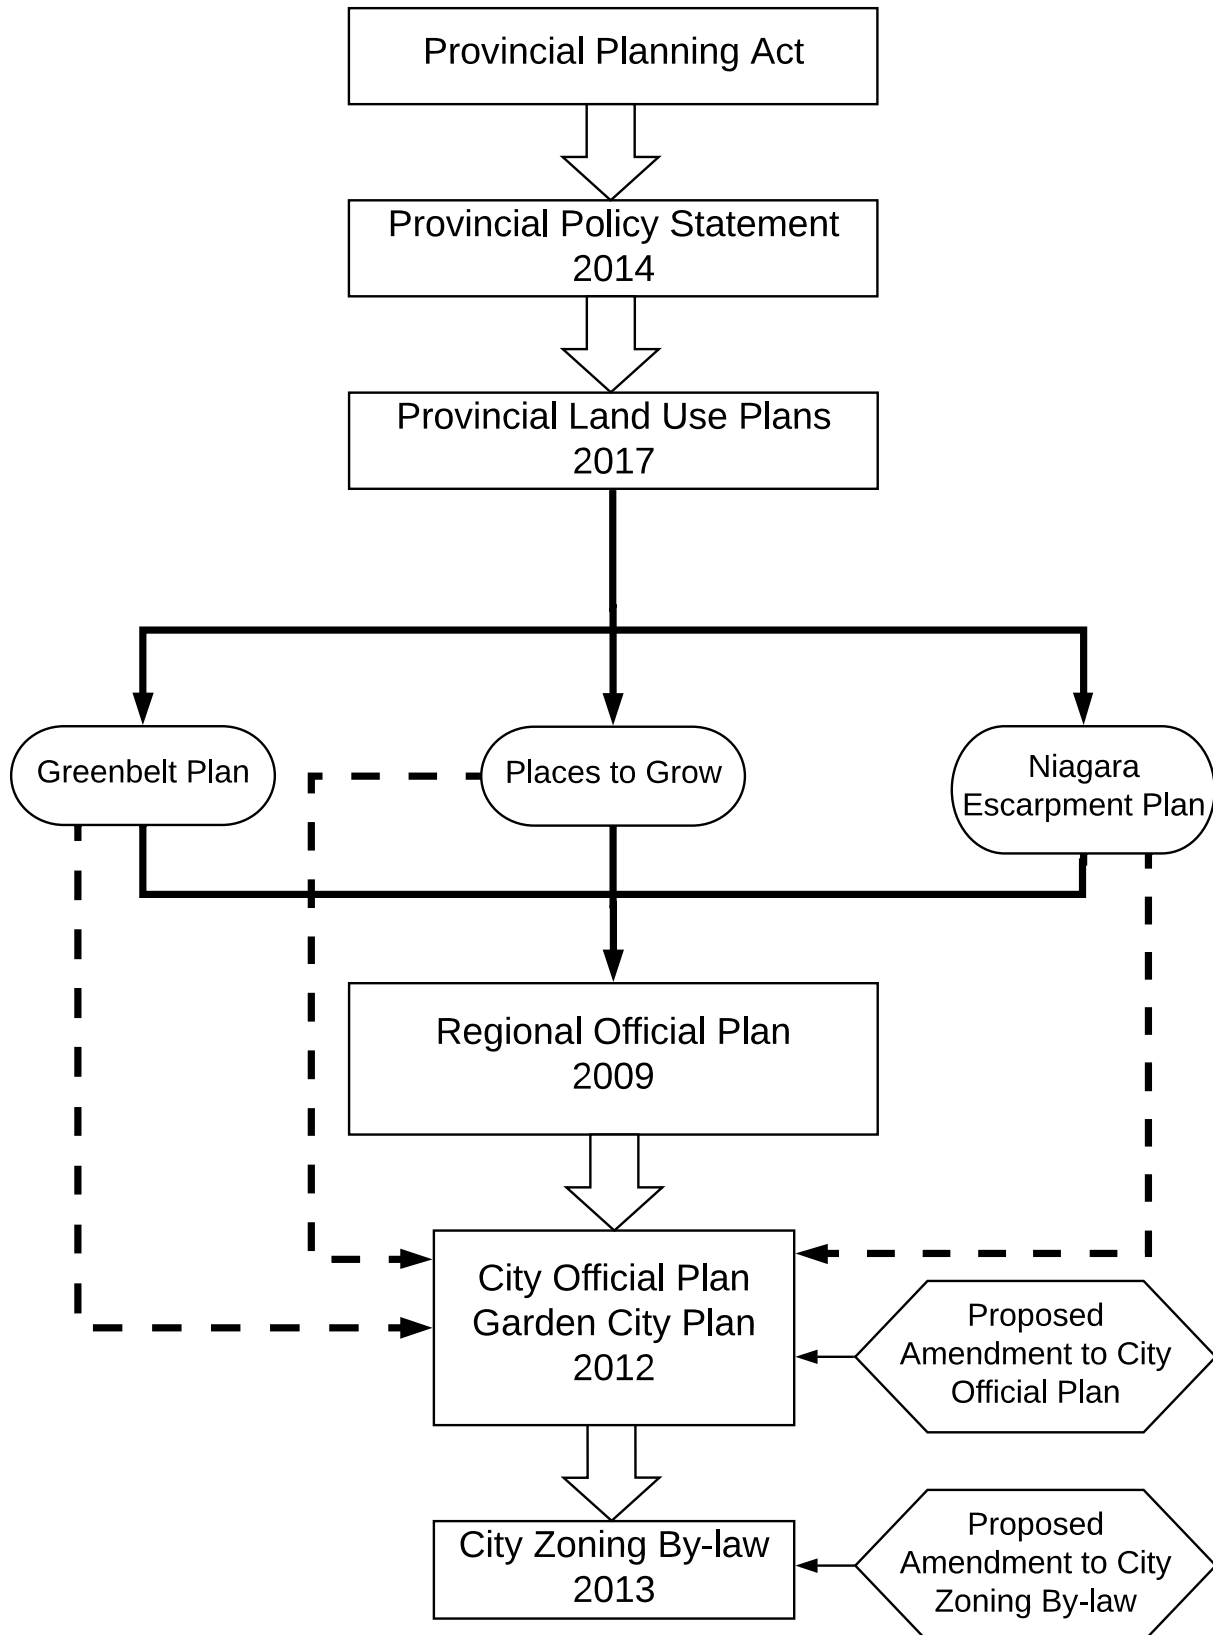 Provincial Planning Act
Provincial Policy Statement
2014
Provincial Land Use Plans
2017
Greenbelt Plan
Places to Grow
Niagara
Escarpment Plan
Regional Official Plan
2009
City Official Plan
Garden City Plan
2012
Proposed
Amendment to City
Official Plan
City Zoning By-law
2013
Proposed
Amendment to City
Zoning By-law